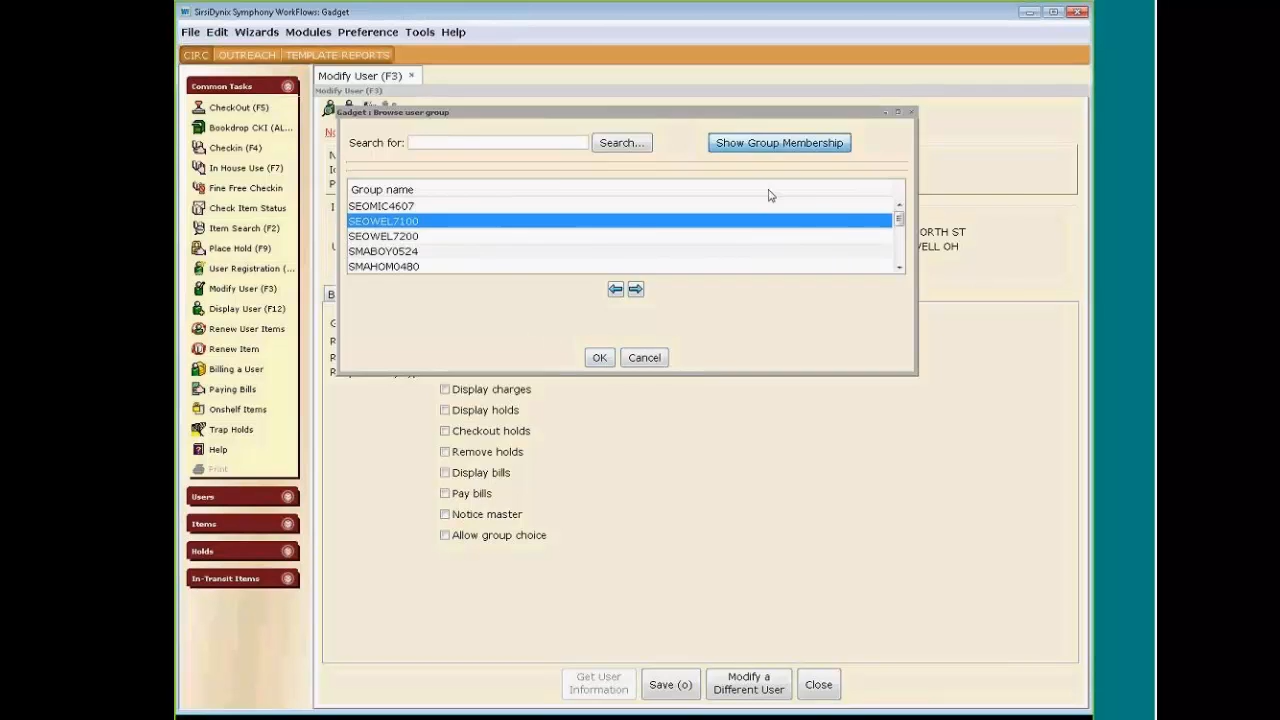 SirsiDynix Symphony WorkFlows: Gadget
File Edit Wizards Modules Preference Tools Help
CIRC OUTREACH TEMPLATE REPORTS
Common Tasks
CheckOut (F5)
Bookdrop CKI (AL...
Checkin (F4)
In House Use (F7)
Fine Free Checkin
Check Item Status
Item Search (F2)
Place Hold (F9)
User Registration (...
Modify User (F3)
Display User (F12)
Renew User Items
Renew Item
Billing a User
Paying Bills
Onshelf Items
Trap Holds
Help
Print
Users
Items
Holds
In-Transit Items
Modify User (F3) ×
Modify User (F3)
Gadget : Browse user group
Search for: Search... Show Group Membership
Group name
SEOMIC4607
SEOWEL7100
SEOWEL7200
SMABOY0524
SMAHOM0480
OK Cancel
ORTH ST
ELL OH
Display charges
Display holds
Checkout holds
Remove holds
Display bills
Pay bills
Notice master
Allow group choice
Get User
Information
Save (o)
Modify a
Different User
Close